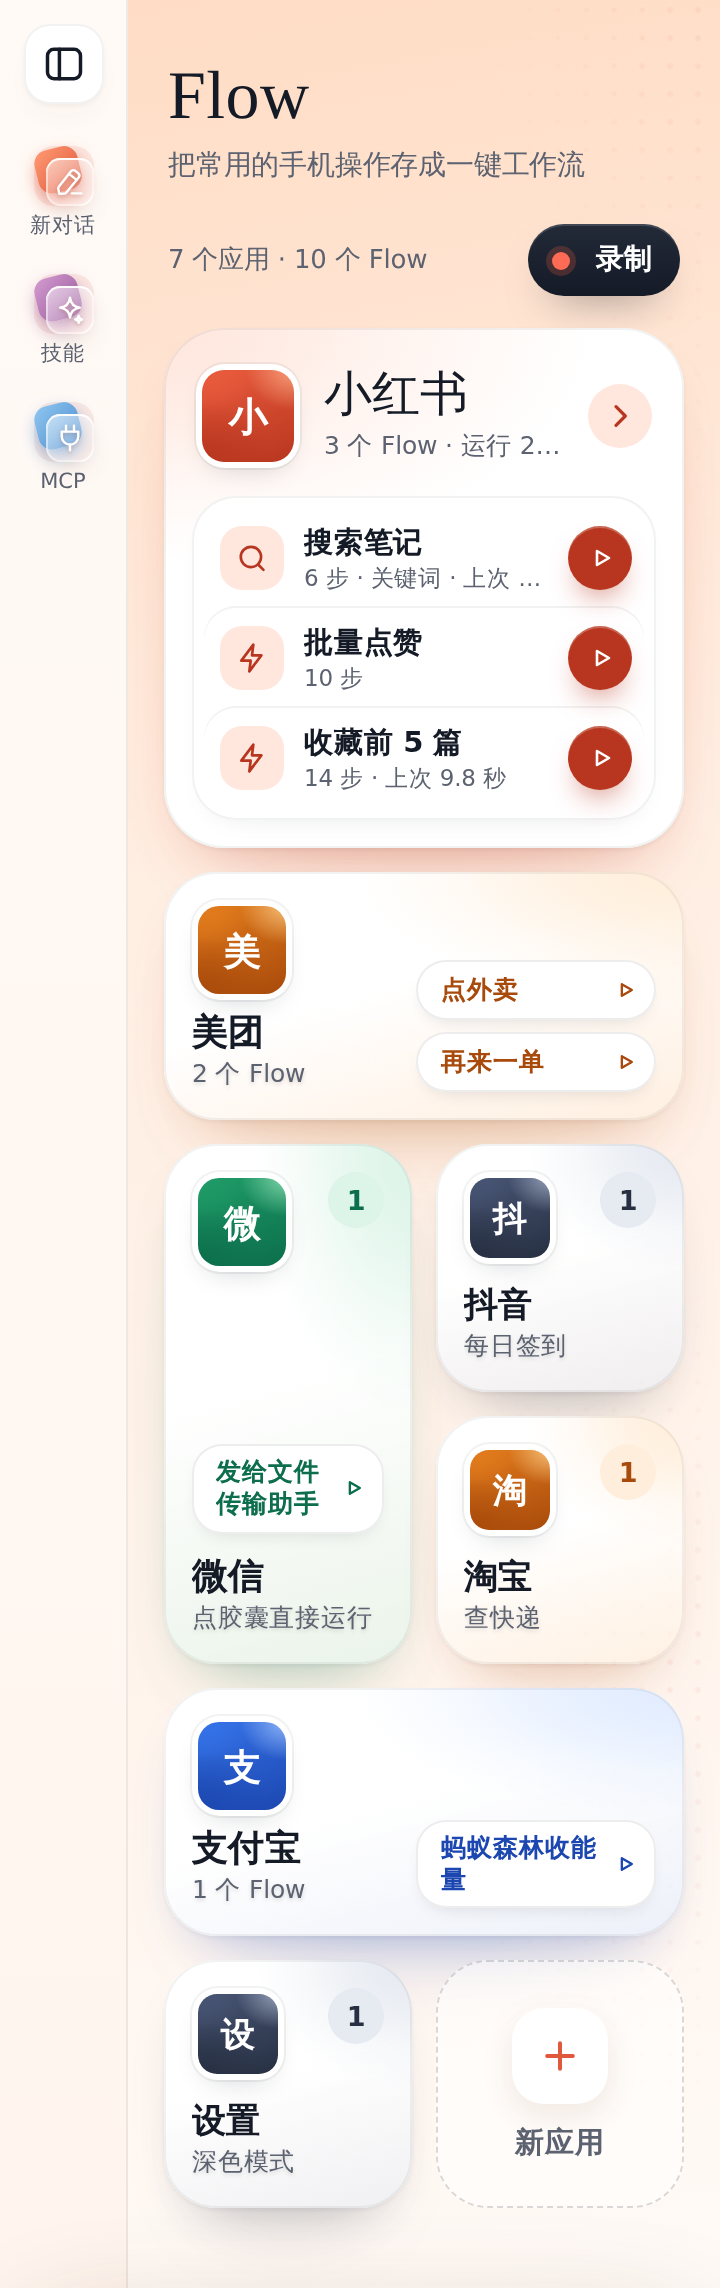 Flow
把常用的手机操作存成一键工作流
7 个应用 · 10 个 Flow
录制
新对话
技能
MCP
小
小红书
3 个 Flow · 运行 2…
搜索笔记
6 步 · 关键词 · 上次 …
批量点赞
10 步
收藏前 5 篇
14 步 · 上次 9.8 秒
美
美团
2 个 Flow
点外卖
再来一单
微
1
发给文件
传输助手
微信
点胶囊直接运行
抖
1
抖音
每日签到
淘
1
淘宝
查快递
支
支付宝
1 个 Flow
蚂蚁森林收能
量
设
1
设置
深色模式
新应用